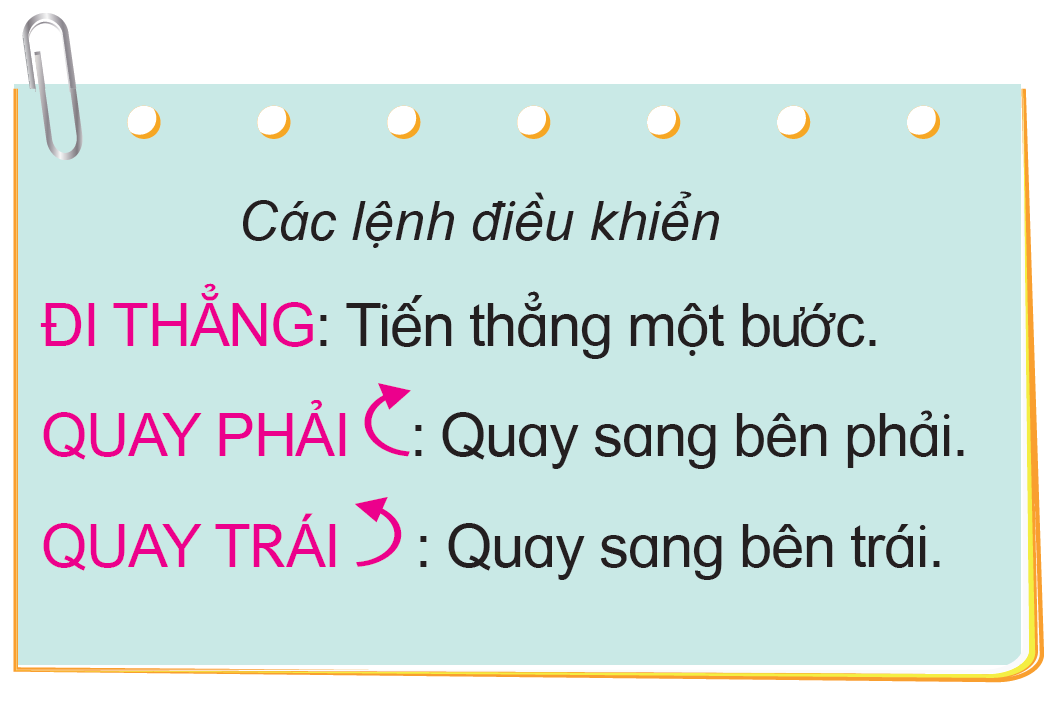 Các lệnh điều khiển
ĐI THẲNG: Tiến thẳng một bước.
QUAY PHẢI : Quay sang bên phải.
QUAY TRÁI : Quay sang bên trái.